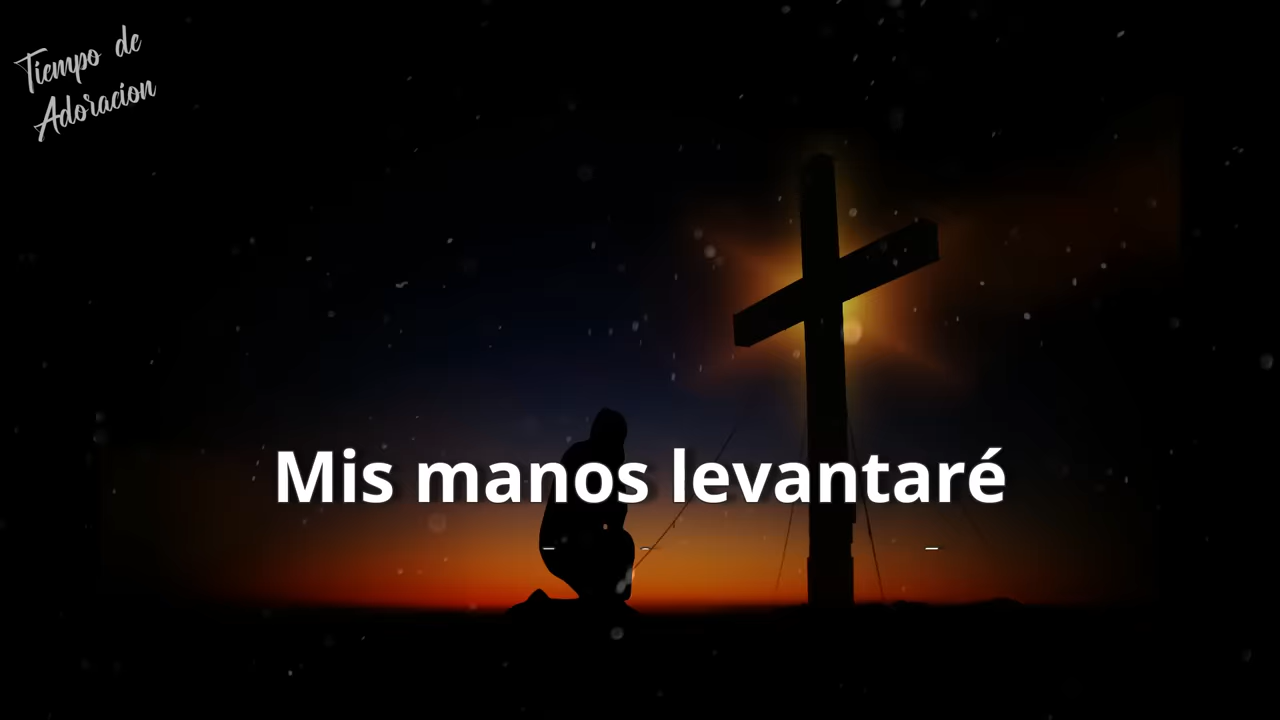 Tiempo de
Adoracion
Mis manos levantaré